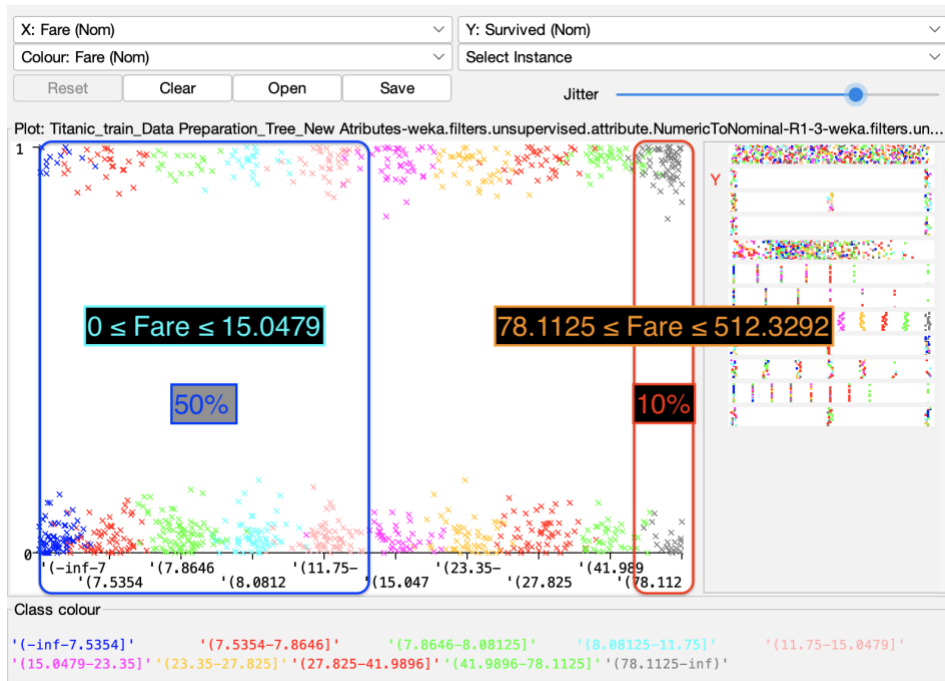 X: Fare (Nom)
Y: Survived (Nom)
Colour: Fare (Nom)
Select Instance
Reset
Clear
Open
Save
Jitter
Plot: Titanic_train_Data Preparation_Tree_New Atributes-weka.filters.unsupervised.attribute.NumericToNominal-R1-3-weka.filters.un...
1
Y
0 ≤ Fare ≤ 15.0479
78.1125 ≤ Fare ≤ 512.3292
50%
10%
0
'(-inf-7
'(7.8646
'(11.75-
'(23.35-
'(41.989
'(7.5354
'(8.0812
'(15.047
'(27.825
'(78.112
Class colour
'(-inf-7.5354]' '(7.5354-7.8646]' '(7.8646-8.08125]' '(8.08125-11.75]' '(11.75-15.0479]'
'(15.0479-23.35]' '(23.35-27.825]' '(27.825-41.9896]' '(41.9896-78.1125]' '(78.1125-inf)'